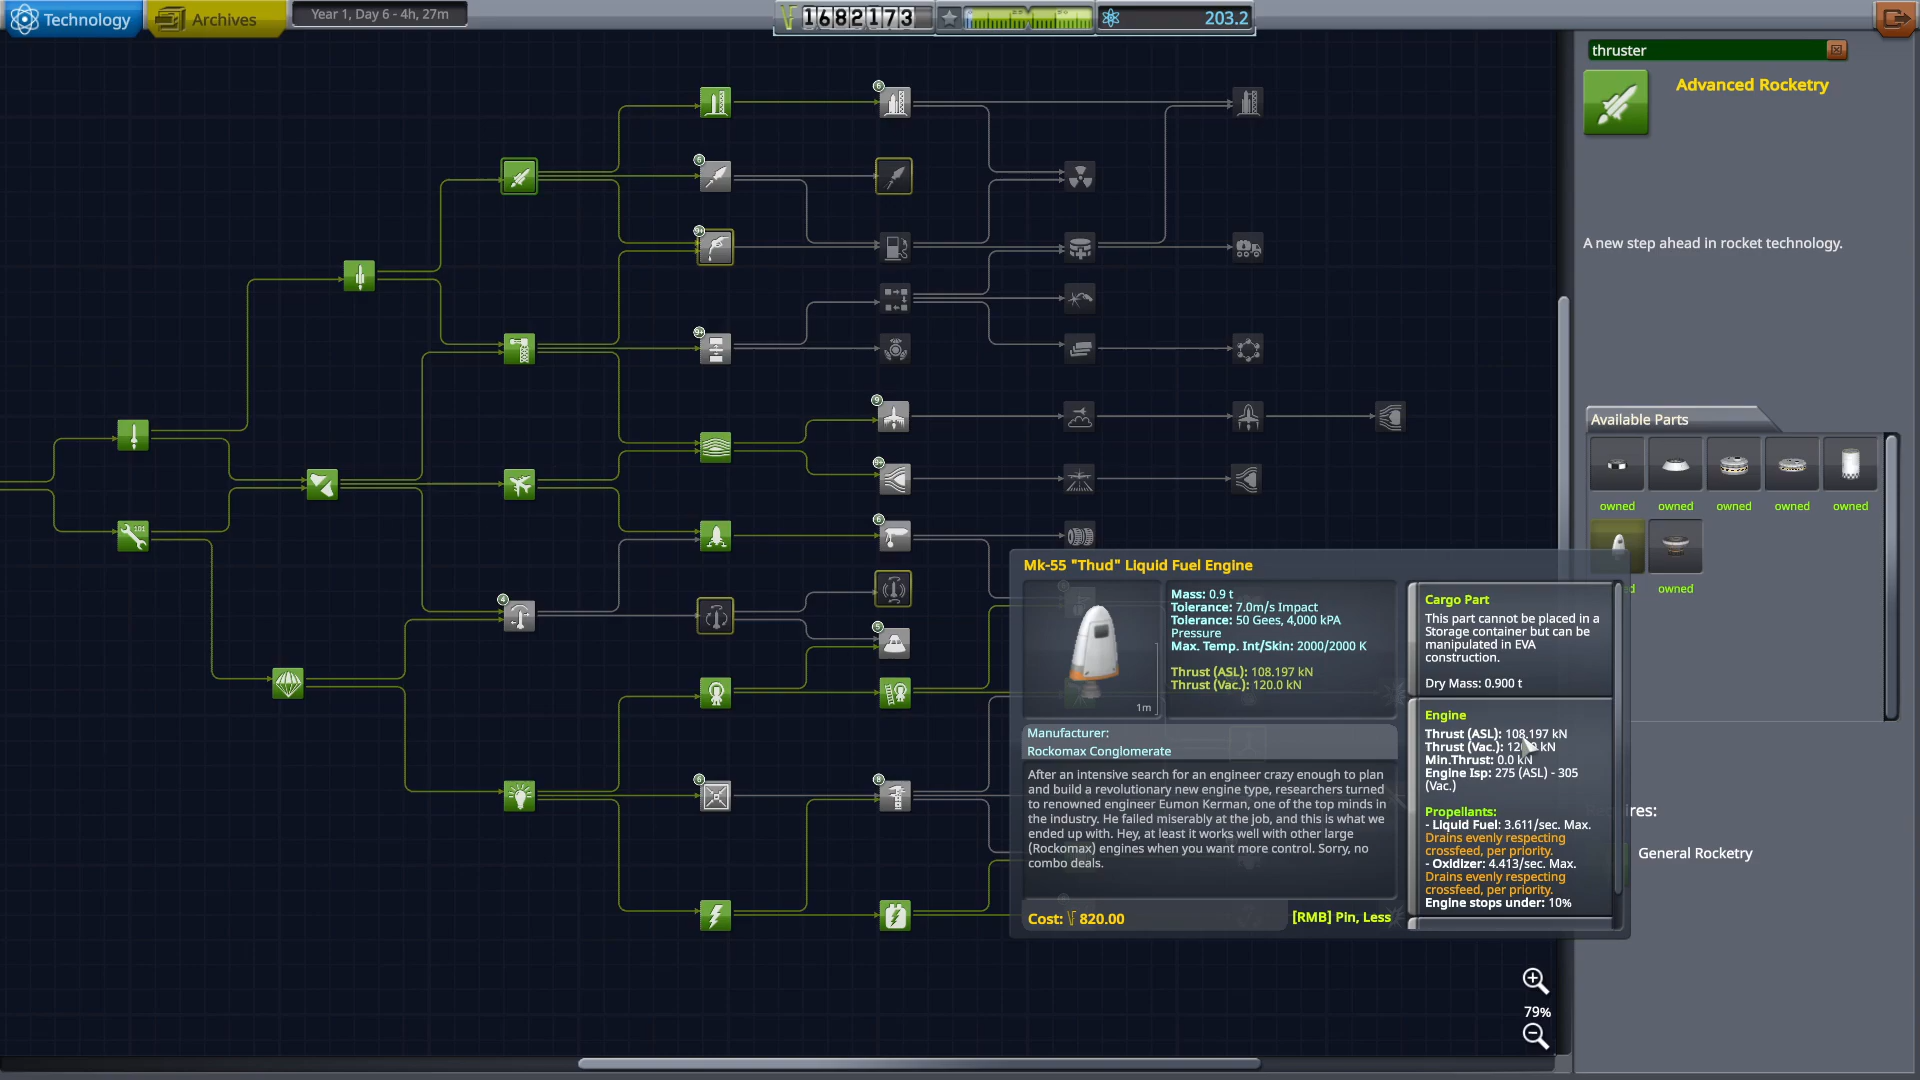 Technology
Archives
Year 1, Day 6 - 4h, 27m
1682173
203.2
thruster
Advanced Rocketry
A new step ahead in rocket technology.
Available Parts
owned owned owned owned owned
owned
General Rocketry
Mk-55 "Thud" Liquid Fuel Engine
Mass: 0.9 t
Tolerance: 7.0m/s Impact
Tolerance: 50 Gees, 4,000 kPA
Pressure
Max. Temp. Int/Skin: 2000/2000 K
Thrust (ASL): 108.197 kN
Thrust (Vac.): 120.0 kN
1m
Manufacturer:
Rockomax Conglomerate
After an intensive search for an engineer crazy enough to plan
and build a revolutionary new engine type, researchers turned
to renowned engineer Eumon Kerman, one of the top minds in
the industry. He failed miserably at the job, and this is what we
ended up with. Hey, at least it works well with other large
(Rockomax) engines when you want more control. Sorry, no
combo deals.
Cost: 820.00
[RMB] Pin, Less
Cargo Part
This part cannot be placed in a
Storage container but can be
manipulated in EVA
construction.
Dry Mass: 0.900 t
Engine
Thrust (ASL): 108.197 kN
Thrust (Vac.): kN
Min.Thrust: 0.0 kN
Engine Isp: 275 (ASL) - 305
(Vac.)
Propellants:
- Liquid Fuel: 3.611/sec. Max.
Drains evenly respecting
crossfeed, per priority.
- Oxidizer: 4.413/sec. Max.
Drains evenly respecting
crossfeed, per priority.
Engine stops under: 10%
79%